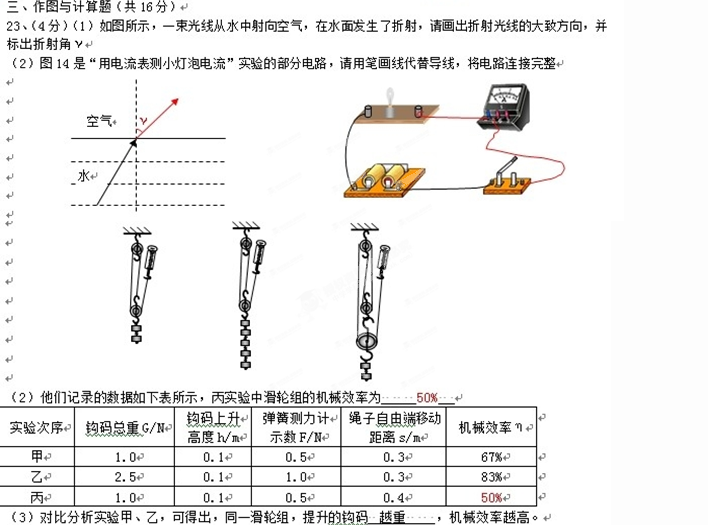 三、作图与计算题（共 16 分）
23、（4 分）（1）如图所示，一束光线从水中射向空气，在水面发生了折射，请画出折射光线的大致方向，并
标出折射角γ
（2）图 14 是“用电流表测小灯泡电流”实验的部分电路，请用笔画线代替导线，将电路连接完整
γ
空气
水
A
（2）他们记录的数据如下表所示，丙实验中滑轮组的机械效率为 50%
实验次序 钩码总重 G/N 钩码上升高度 h/m 弹簧测力计示数 F/N 绳子自由端移动距离 s/m 机械效率η
甲 1.0 0.1 0.5 0.3 67%
乙 2.5 0.1 1.0 0.3 83%
丙 1.0 0.1 0.5 0.4 50%
（3）对比分析实验甲、乙，可得出，同一滑轮组，提升的钩码 越重 ，机械效率越高。